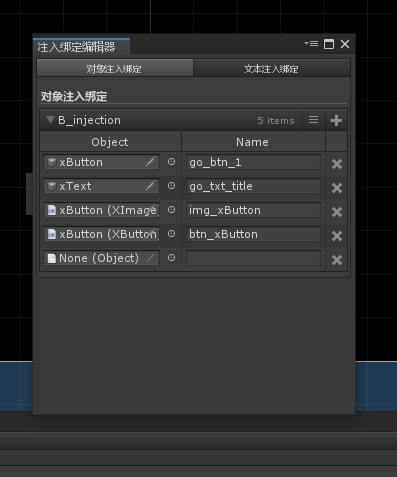 注入绑定编辑器
对象注入绑定 文本注入绑定
对象注入绑定
B_injection 5 items
Object Name
xButton go_btn_1
xText go_txt_title
xButton (XImage img_xButton
xButton (XButton) btn_xButton
None (Object)